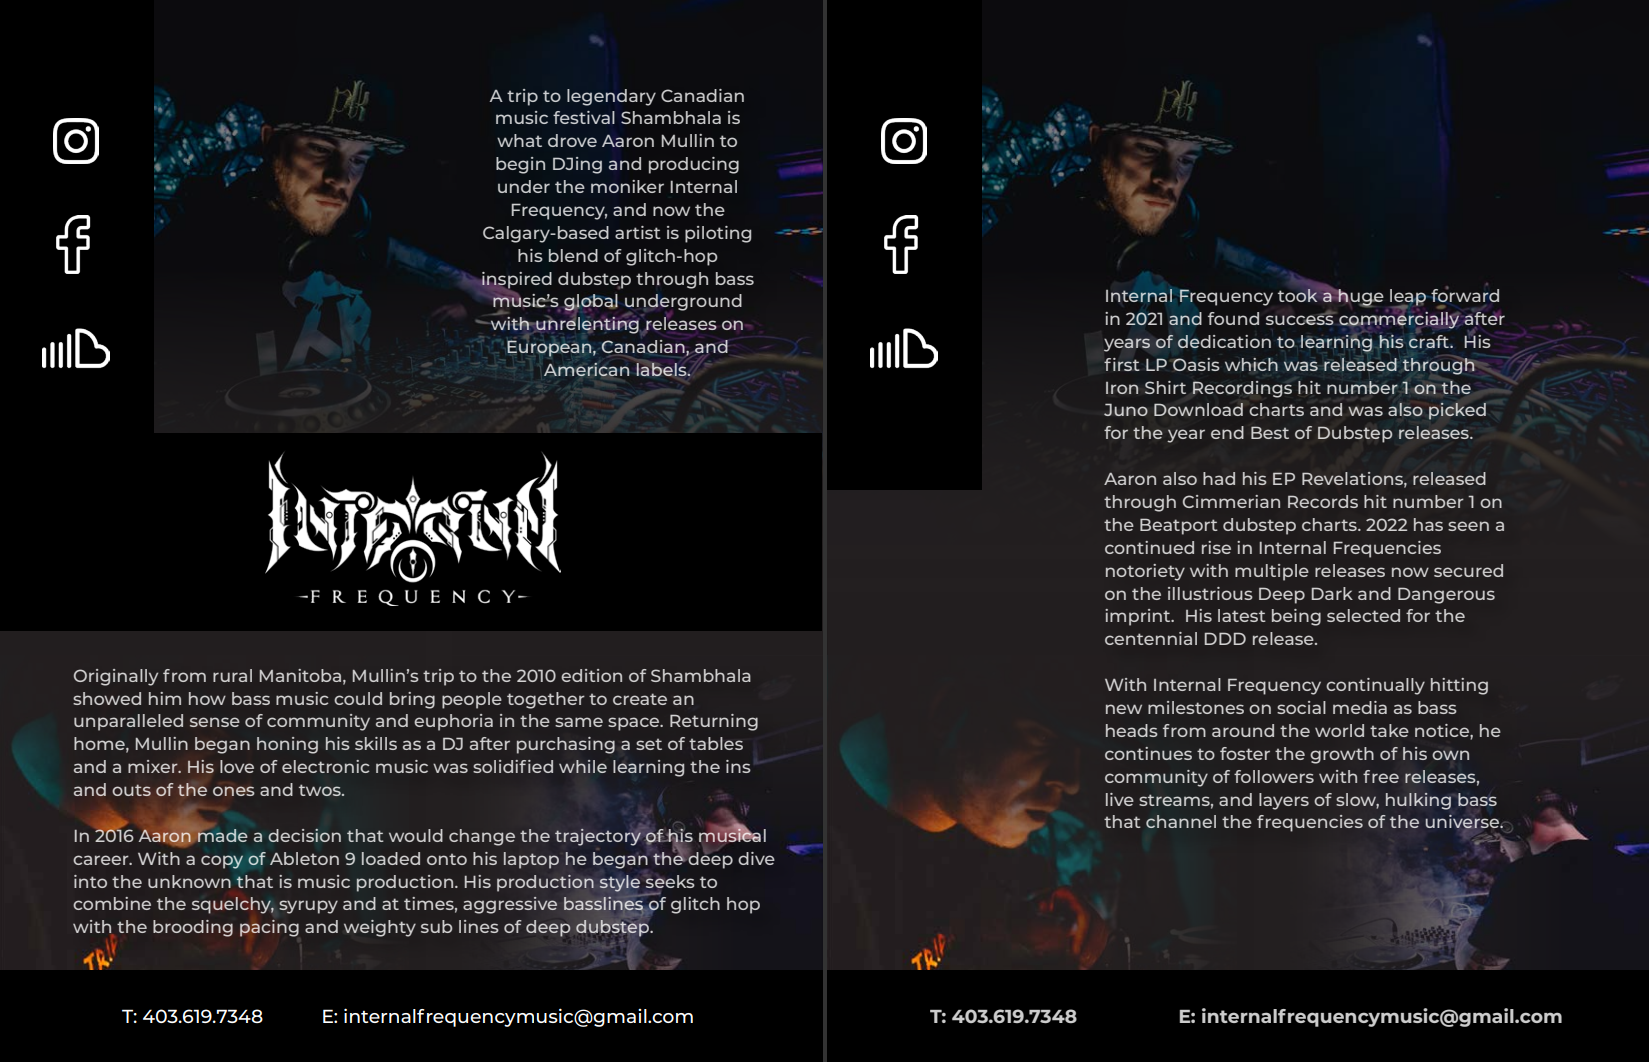 A trip to legendary Canadian
music festival Shambhala is
what drove Aaron Mullin to
begin DJing and producing
under the moniker Internal
Frequency, and now the
Calgary-based artist is piloting
his blend of glitch-hop
inspired dubstep through bass
music’s global underground
with unrelenting releases on
European, Canadian, and
American labels.
INTERNAL
-FREQUENCY-
Originally from rural Manitoba, Mullin’s trip to the 2010 edition of Shambhala
showed him how bass music could bring people together to create an
unparalleled sense of community and euphoria in the same space. Returning
home, Mullin began honing his skills as a DJ after purchasing a set of tables
and a mixer. His love of electronic music was solidified while learning the ins
and outs of the ones and twos.
In 2016 Aaron made a decision that would change the trajectory of his musical
career. With a copy of Ableton 9 loaded onto his laptop he began the deep dive
into the unknown that is music production. His production style seeks to
combine the squelchy, syrupy and at times, aggressive basslines of glitch hop
with the brooding pacing and weighty sub lines of deep dubstep.
TRIP
T: 403.619.7348 E: internalfrequencymusic@gmail.com
Internal Frequency took a huge leap forward
in 2021 and found success commercially after
years of dedication to learning his craft.  His
first LP Oasis which was released through
Iron Shirt Recordings hit number 1 on the
Juno Download charts and was also picked
for the year end Best of Dubstep releases.
Aaron also had his EP Revelations, released
through Cimmerian Records hit number 1 on
the Beatport dubstep charts. 2022 has seen a
continued rise in Internal Frequencies
notoriety with multiple releases now secured
on the illustrious Deep Dark and Dangerous
imprint.  His latest being selected for the
centennial DDD release.
With Internal Frequency continually hitting
new milestones on social media as bass
heads from around the world take notice, he
continues to foster the growth of his own
community of followers with free releases,
live streams, and layers of slow, hulking bass
that channel the frequencies of the universe.
TRIP
T: 403.619.7348 E: internalfrequencymusic@gmail.com